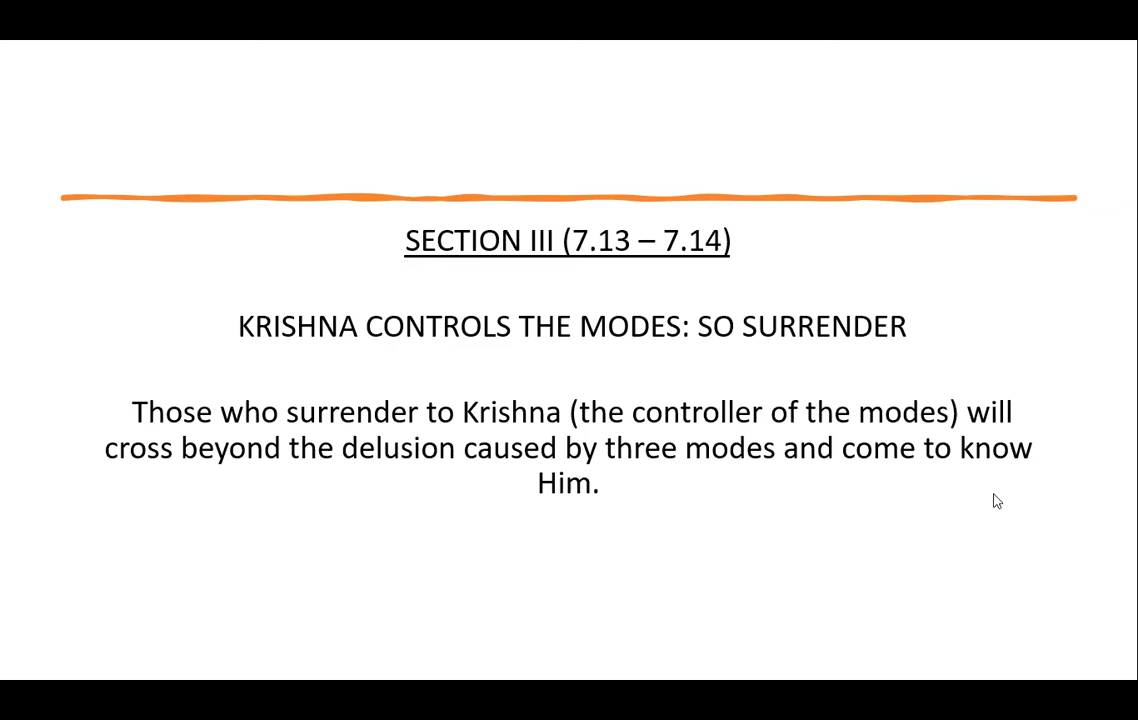 SECTION III (7.13 – 7.14)
KRISHNA CONTROLS THE MODES: SO SURRENDER
Those who surrender to Krishna (the controller of the modes) will
cross beyond the delusion caused by three modes and come to know
Him.